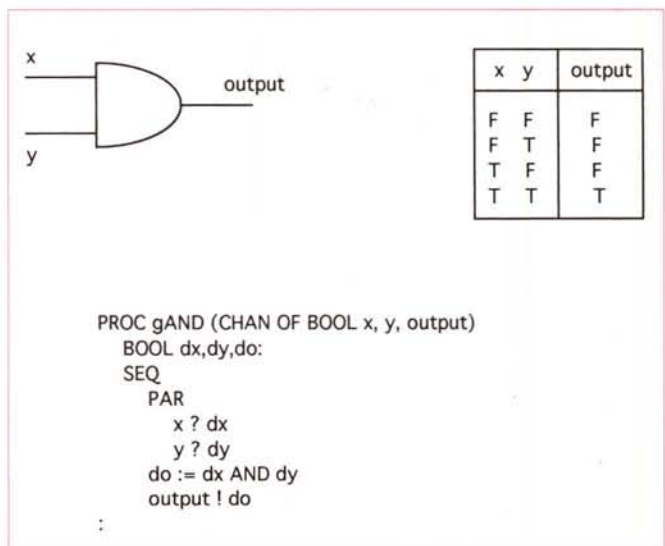 x
output
y
x y output
F F F
F T F
T F F
T T T
PROC gAND (CHAN OF BOOL x, y, output)
BOOL dx,dy,do:
SEQ
PAR
x ? dx
y ? dy
do := dx AND dy
output ! do
: